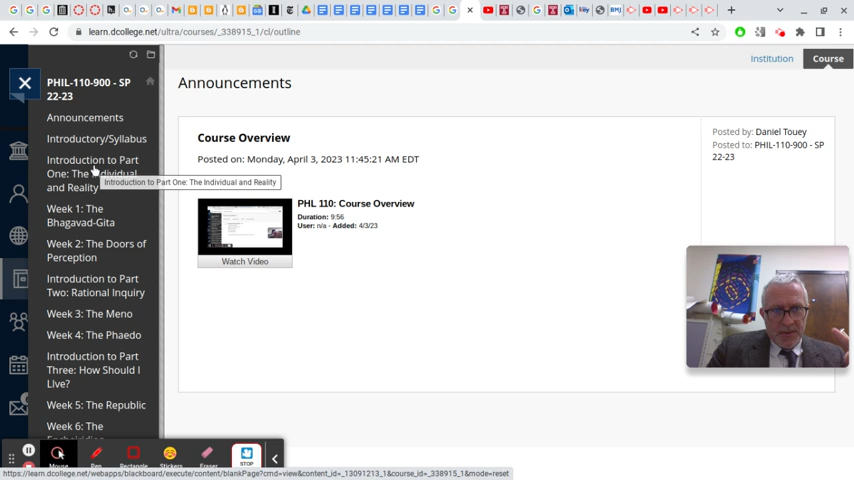 learn.dcollege.net/ultra/courses/_338915_1/cl/outline
Institution
Course
PHIL-110-900 - SP
22-23
Announcements
Introductory/Syllabus
Introduction to Part
One: The Individual
and Reality
Introduction to Part One: The Individual and Reality
Week 1: The
Bhagavad-Gita
Week 2: The Doors of
Perception
Introduction to Part
Two: Rational Inquiry
Week 3: The Meno
Week 4: The Phaedo
Introduction to Part
Three: How Should I
LIve?
Week 5: The Republic
Week 6: The
Announcements
Course Overview
Posted on: Monday, April 3, 2023 11:45:21 AM EDT
PHL 110: Course Overview
Duration: 9:56
User: n/a - Added: 4/3/23
Watch Video
Posted by: Daniel Touey
Posted to: PHIL-110-900 - SP
22-23
Mouse
Pen
Rectangle
Stickers
Eraser
STOP
https://learn.dcollege.net/webapps/blackboard/execute/content/blankPage?cmd=view&content_id=_13091213_1&course_id=_338915_1&mode=reset